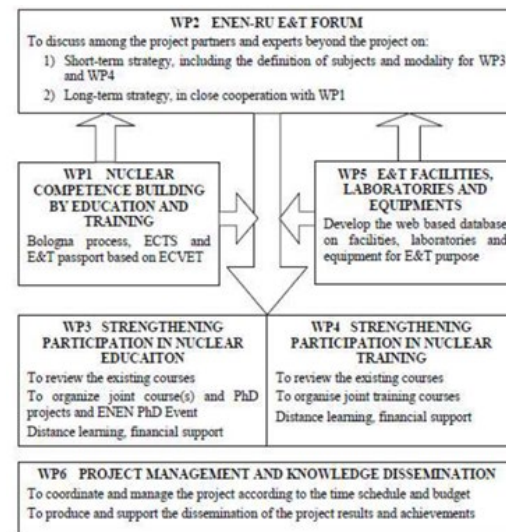 WP2 ENEN-RU E&T FORUM
To discuss among the project partners and experts beyond the project on:
1) Short-term strategy, including the definition of subjects and modality for WP3
and WP4
2) Long-term strategy, in close cooperation with WP1
WP1 NUCLEAR
COMPETENCE BUILDING
BY EDUCATION AND
TRAINING
Bologna process, ECTS and
E&T passport based on ECVET
WP5 E&T FACILITIES,
LABORATORIES AND
EQUIPMENTS
Develop the web based database
on facilities, laboratories and
equipment for E&T purpose
WP3 STRENGTHENING
PARTICIPATION IN NUCLEAR
EDUCAITON
To review the existing courses
To organize joint course(s) and PhD
projects and ENEN PhD Event
Distance learning, financial support
WP4 STRENGTHENING
PARTICIPATION IN NUCLEAR
TRAINING
To review the existing courses
To organise joint training courses
Distance learning, financial support
WP6 PROJECT MANAGEMENT AND KNOWLEDGE DISSEMINATION
To coordinate and manage the project according to the time schedule and budget
To produce and support the dissemination of the project results and achievements